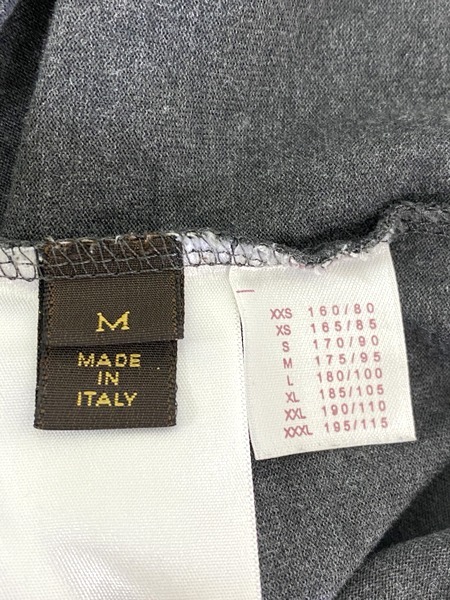 M
MADE
IN
ITALY
XXS 160/80
XS 165/85
S 170/90
M 175/95
L 180/100
XL 185/105
XXL 190/110
XXXL 195/115